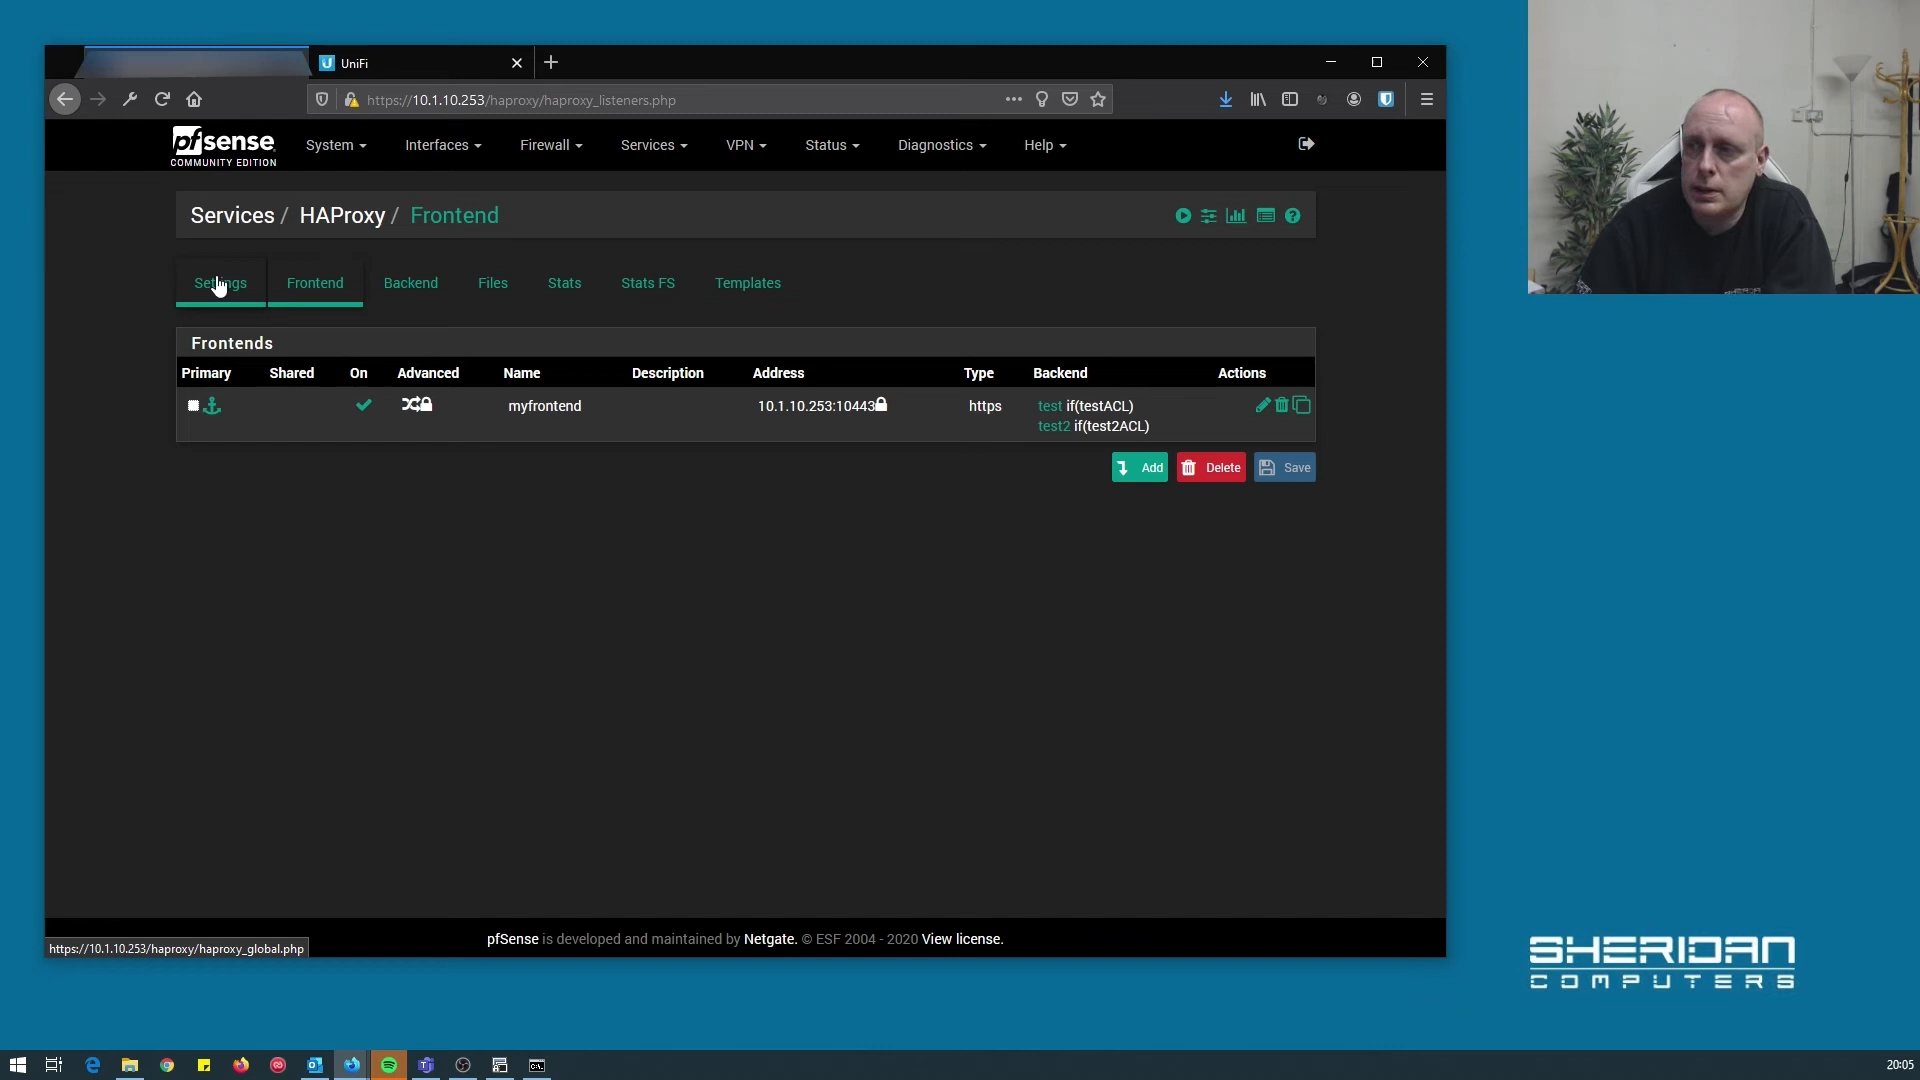 UniFi
https://10.1.10.253/haproxy/haproxy_listeners.php
pfsense
COMMUNITY EDITION
System
Interfaces
Firewall
Services
VPN
Status
Diagnostics
Help
Services / HAProxy / Frontend
Settings
Frontend
Backend
Files
Stats
Stats FS
Templates
Frontends
Primary Shared On Advanced Name Description Address Type Backend Actions
myfrontend 10.1.10.253:10443 https test if(testACL)
test2 if(test2ACL)
Add
Delete
Save
pfSense is developed and maintained by Netgate. © ESF 2004 - 2020 View license.
https://10.1.10.253/haproxy/haproxy_global.php
SHERIDAN
COMPUTERS
20:05